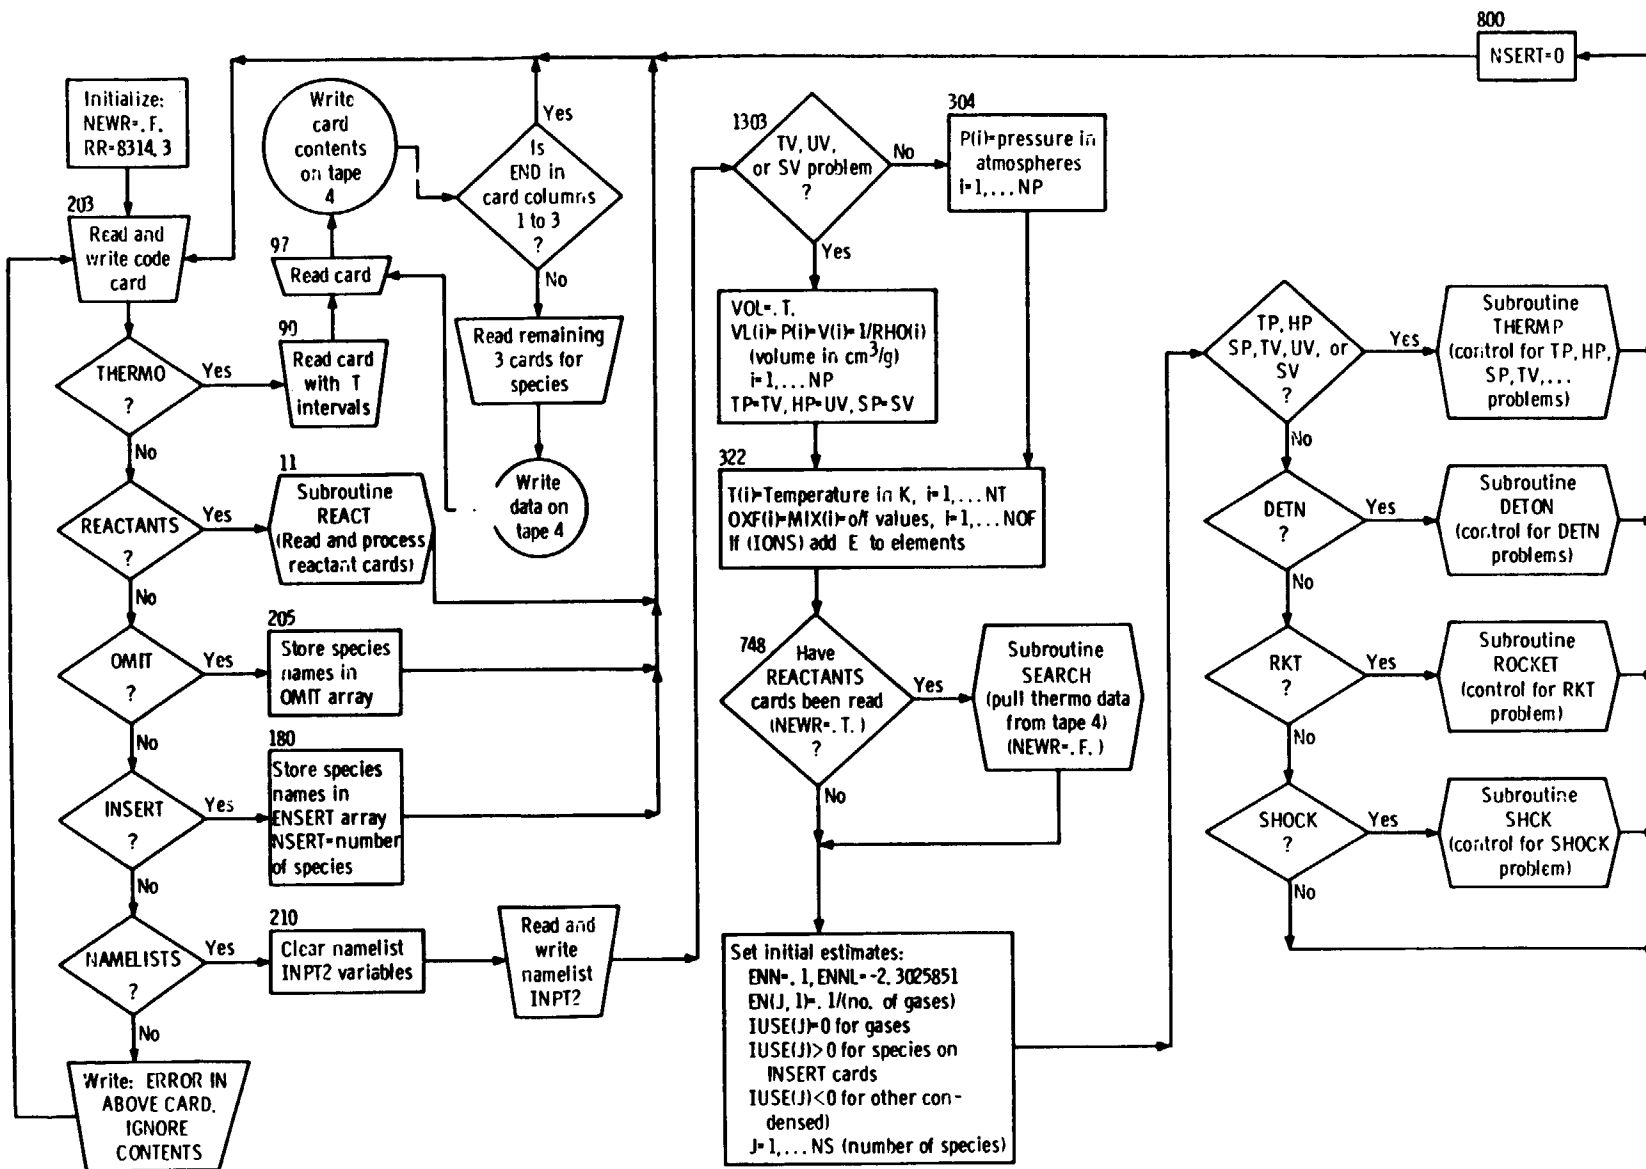 800
NSERT=0
Initialize:
NEWR=.F.
RR=8314.3
203
Read and
write code
card
THERMO
?
Yes
No
90
Read card
with T
intervals
97
Read card
Write
card
contents
on tape
4
Is
END in
card columns
1 to 3
?
Yes
No
Read remaining
3 cards for
species
Write
data on
tape 4
REACTANTS
?
Yes
No
11
Subroutine
REACT
(Read and process
reactant cards)
OMIT
?
Yes
No
205
Store species
names in
OMIT array
INSERT
?
Yes
No
180
Store species
names in
ENSERT array
NSERT=number
of species
NAMELISTS
?
Yes
No
210
Clear namelist
INPT2 variables
Read and
write
namelist
INPT2
Write: ERROR IN
ABOVE CARD.
IGNORE
CONTENTS
1303
TV, UV,
or SV problem
?
No
Yes
304
P(i)=pressure in
atmospheres
i=1,...NP
VOL=.T.
VL(i)=P(i)=V(i)=1/RHO(i)
(volume in cm³/g)
i=1,...NP
TP=TV, HP=UV, SP=SV
322
T(i)=Temperature in K, i=1,...NT
OXF(i)=MIX(i)=o/f values, i=1,...NOF
If (IONS) add E to elements
748
Have
REACTANTS
cards been read
(NEWR=.T.)
?
Yes
No
Subroutine
SEARCH
(pull thermo data
from tape 4)
(NEWR=.F.)
Set initial estimates:
ENN=.1, ENNL=-2.3025851
EN(J,1)=.1/(no. of gases)
IUSE(J)=0 for gases
IUSE(J)>0 for species on
INSERT cards
IUSE(J)<0 for other con-
densed)
J=1,...NS (number of species)
TP, HP
SP, TV, UV, or
SV
?
Yes
No
Subroutine
THERMP
(control for TP, HP,
SP, TV,...
problems)
DETN
?
Yes
No
Subroutine
DETON
(control for DETN
problems)
RKT
?
Yes
No
Subroutine
ROCKET
(control for RKT
problem)
SHOCK
?
Yes
No
Subroutine
SHCK
(control for SHOCK
problem)